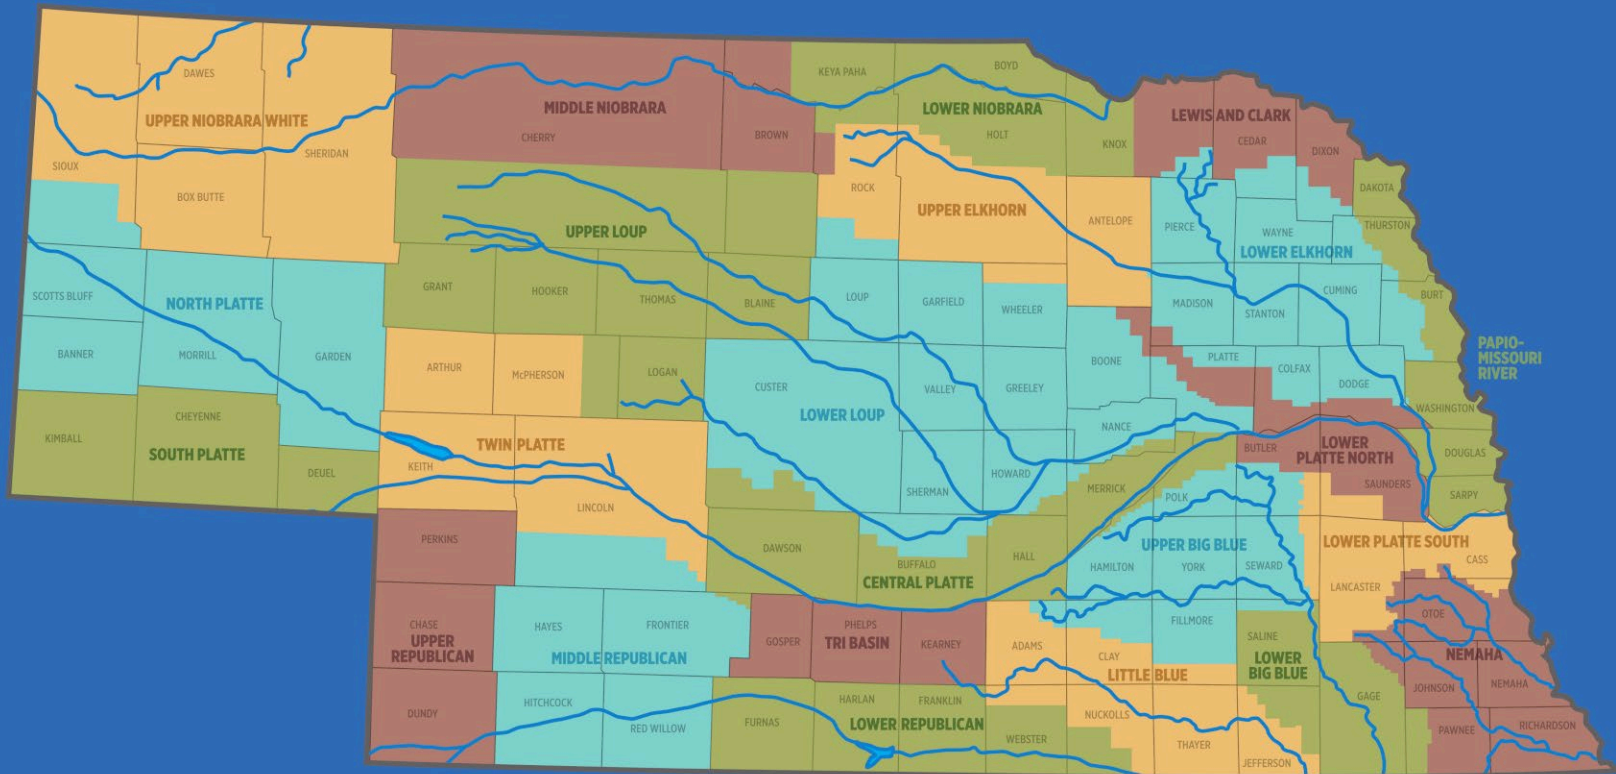 DAWES
UPPER NIOBRARA WHITE
SIOUX
SHERIDAN
BOX BUTTE
MIDDLE NIOBRARA
CHERRY
BROWN
KEYA PAHA
BOYD
LOWER NIOBRARA
HOLT
KNOX
LEWIS AND CLARK
CEDAR
DIXON
DAKOTA
THURSTON
ROCK
UPPER ELKHORN
ANTELOPE
PIERCE
WAYNE
LOWER ELKHORN
UPPER LOUP
SCOTTS BLUFF
NORTH PLATTE
BANNER
MORRILL
GARDEN
GRANT
HOOKER
THOMAS
BLAINE
LOUP
GARFIELD
WHEELER
MADISON
STANTON
CUMING
BURT
ARTHUR
McPHERSON
LOGAN
CUSTER
VALLEY
GREELEY
BOONE
PLATTE
COLFAX
DODGE
PAPIO-
MISSOURI
RIVER
WASHINGTON
LOWER LOUP
KIMBALL
CHEYENNE
SOUTH PLATTE
DEUEL
TWIN PLATTE
KEITH
LINCOLN
SHERMAN
HOWARD
NANCE
MERRICK
POLK
BUTLER
LOWER
PLATTE NORTH
SAUNDERS
DOUGLAS
SARPY
PERKINS
DAWSON
BUFFALO
CENTRAL PLATTE
HALL
UPPER BIG BLUE
HAMILTON
YORK
SEWARD
LOWER PLATTE SOUTH
CASS
LANCASTER
OTOE
CHASE
UPPER
REPUBLICAN
HAYES
FRONTIER
MIDDLE REPUBLICAN
GOSPER
PHELPS
TRI BASIN
KEARNEY
ADAMS
CLAY
LITTLE BLUE
FILLMORE
SALINE
LOWER
BIG BLUE
NEMAHA
JOHNSON
NEMAHA
DUNDY
HITCHCOCK
RED WILLOW
FURNAS
HARLAN
FRANKLIN
LOWER REPUBLICAN
WEBSTER
NUCKOLLS
THAYER
JEFFERSON
GAGE
PAWNEE
RICHARDSON